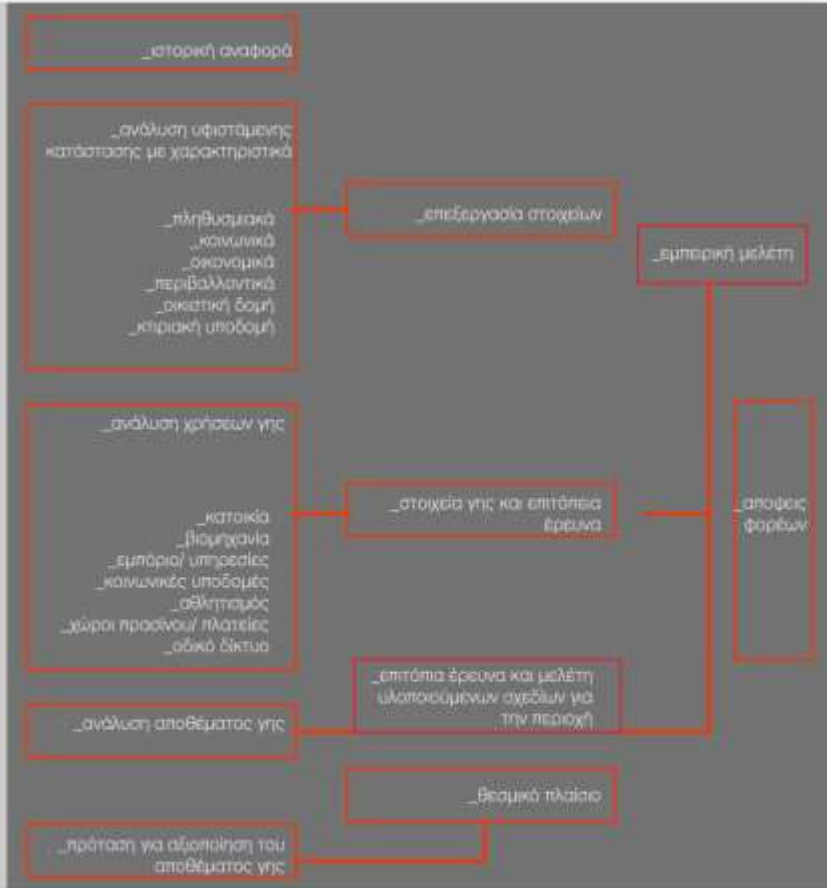 _ιστορική αναφορά
_ανάλυση υφιστάμενης
κατάστασης με χαρακτηριστικά
_πληθυσμιακά
_κοινωνικά
_οικονομικά
_περιβαλλοντικά
_οικιστική δομή
_κτιριακή υποδομή
_επεξεργασία στοιχείων
_εμπειρική μελέτη
_ανάλυση χρήσεων γης
_κατοικία
_βιομηχανία
_εμπόριο/ υπηρεσίες
_κοινωνικές υποδομές
_αθλητισμός
_χώροι πρασίνου/ πλατείες
_οδικό δίκτυο
_στοιχεία γης και επιτόπεια
έρευνα
_αποψεις
φορέων
_ανάλυση αποθέματος γης
_επιτόπια έρευνα και μελέτη
υλοποιούμενων σχεδίων για
την περιοχή
_θεσμικό πλαίσιο
_πρόταση για αξιοποίηση του
αποθέματος γης